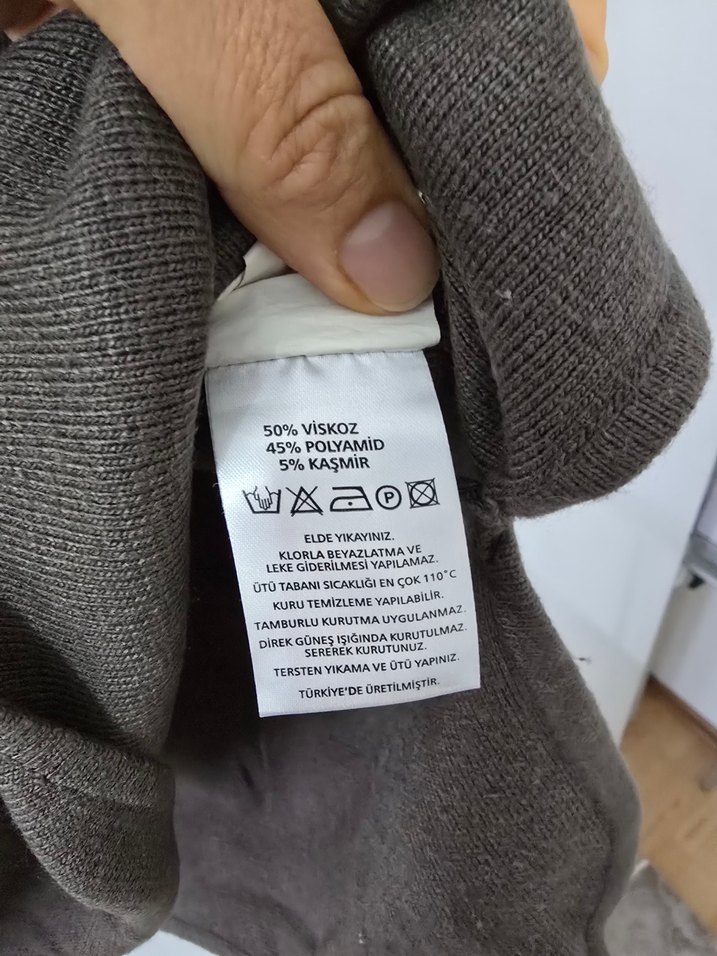 50% VİSKOZ
45% POLYAMİD
5% KAŞMİR
P
ELDE YIKAYINIZ.
KLORLA BEYAZLATMA VE
LEKE GİDERİLMESİ YAPILAMAZ.
ÜTÜ TABANI SICAKLIĞI EN ÇOK 110°C
KURU TEMİZLEME YAPILABİLİR.
TAMBURLU KURUTMA UYGULANMAZ.
DİREK GÜNEŞ IŞIĞINDA KURUTULMAZ.
SEREREK KURUTUNUZ.
TERSTEN YIKAMA VE ÜTÜ YAPINIZ.
TÜRKİYE'DE ÜRETİLMİŞTİR.